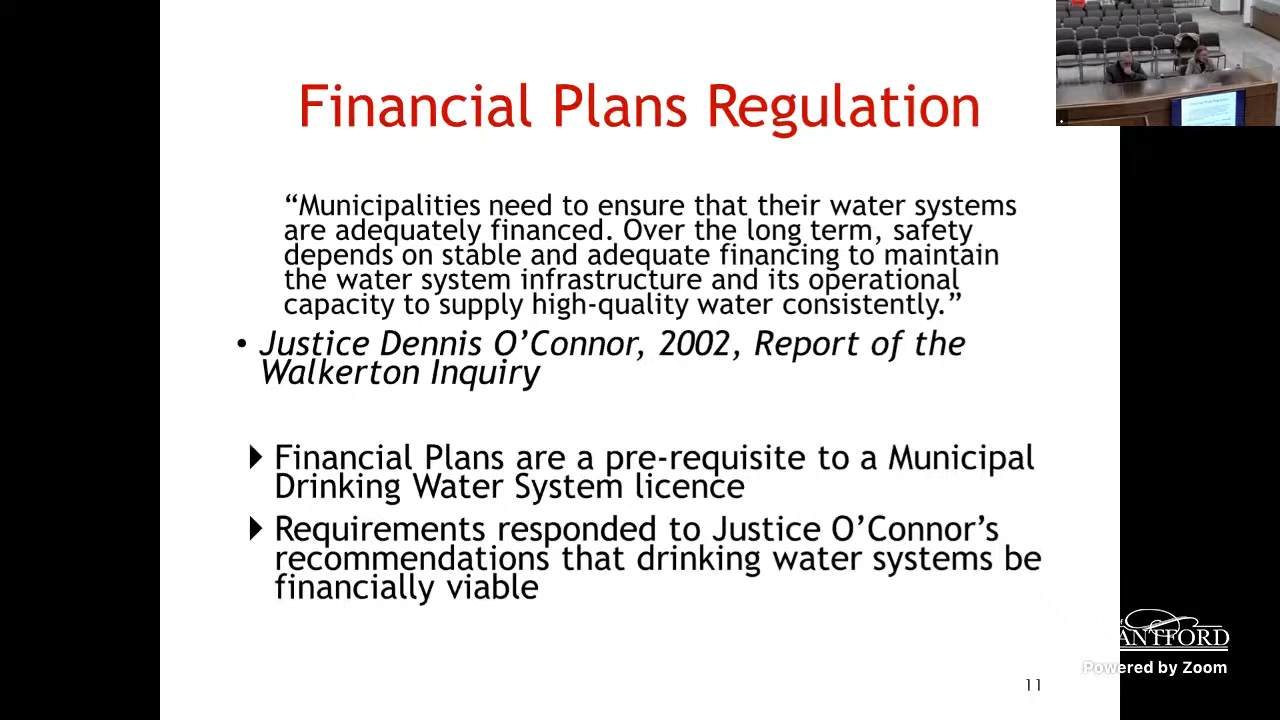 Financial Plans Regulation
“Municipalities need to ensure that their water systems
are adequately financed. Over the long term, safety
depends on stable and adequate financing to maintain
the water system infrastructure and its operational
capacity to supply high-quality water consistently.”
• Justice Dennis O’Connor, 2002, Report of the
Walkerton Inquiry
Financial Plans are a pre-requisite to a Municipal
Drinking Water System licence
Requirements responded to Justice O’Connor’s
recommendations that drinking water systems be
financially viable
ANTFORD
Powered by Zoom
11